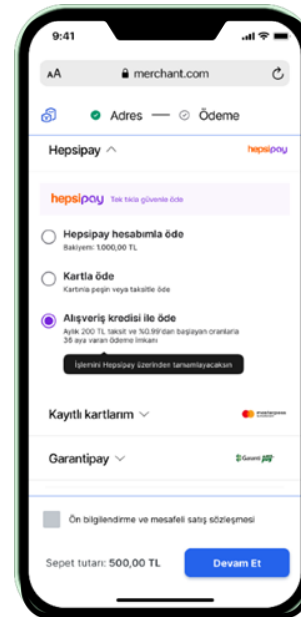 9:41
AA merchant.com
Adres Ödeme
Hepsipay hepsipay
hepsipay Tek tıkla güvenle öde
Hepsipay hesabımla öde
Bakiyem: 1.000,00 TL
Kartla öde
Kartınla peşin veya taksitle öde
Alışveriş kredisi ile öde
Aylık 200 TL taksit ve %0.99'dan başlayan oranlarla
36 aya varan ödeme imkanı
İşlemini Hepsipay üzerinden tamamlayacaksın
Kayıtlı kartlarım masterpass
Garantipay Garanti pay
Ön bilgilendirme ve mesafeli satış sözleşmesi
Sepet tutarı: 500,00 TL Devam Et